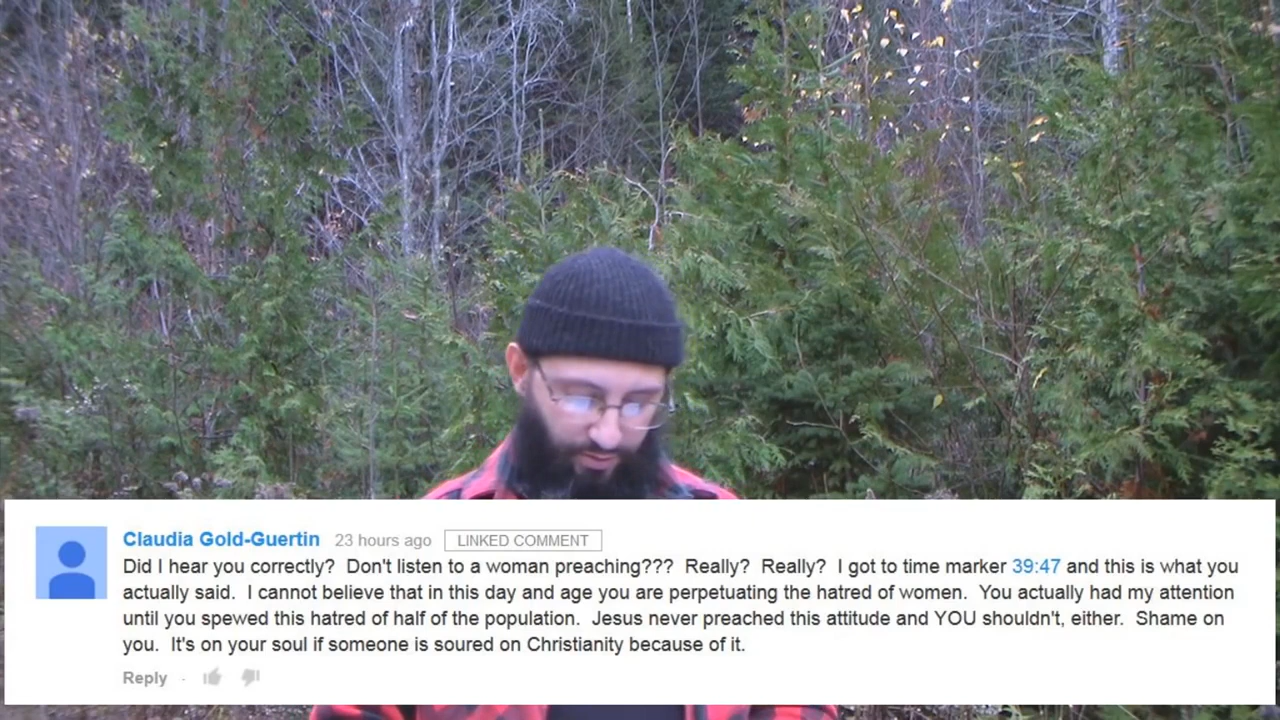 Claudia Gold-Guertin 23 hours ago LINKED COMMENT
Did I hear you correctly? Don't listen to a woman preaching??? Really? Really? I got to time marker 39:47 and this is what you
actually said. I cannot believe that in this day and age you are perpetuating the hatred of women. You actually had my attention
until you spewed this hatred of half of the population. Jesus never preached this attitude and YOU shouldn't, either. Shame on
you. It's on your soul if someone is soured on Christianity because of it.
Reply